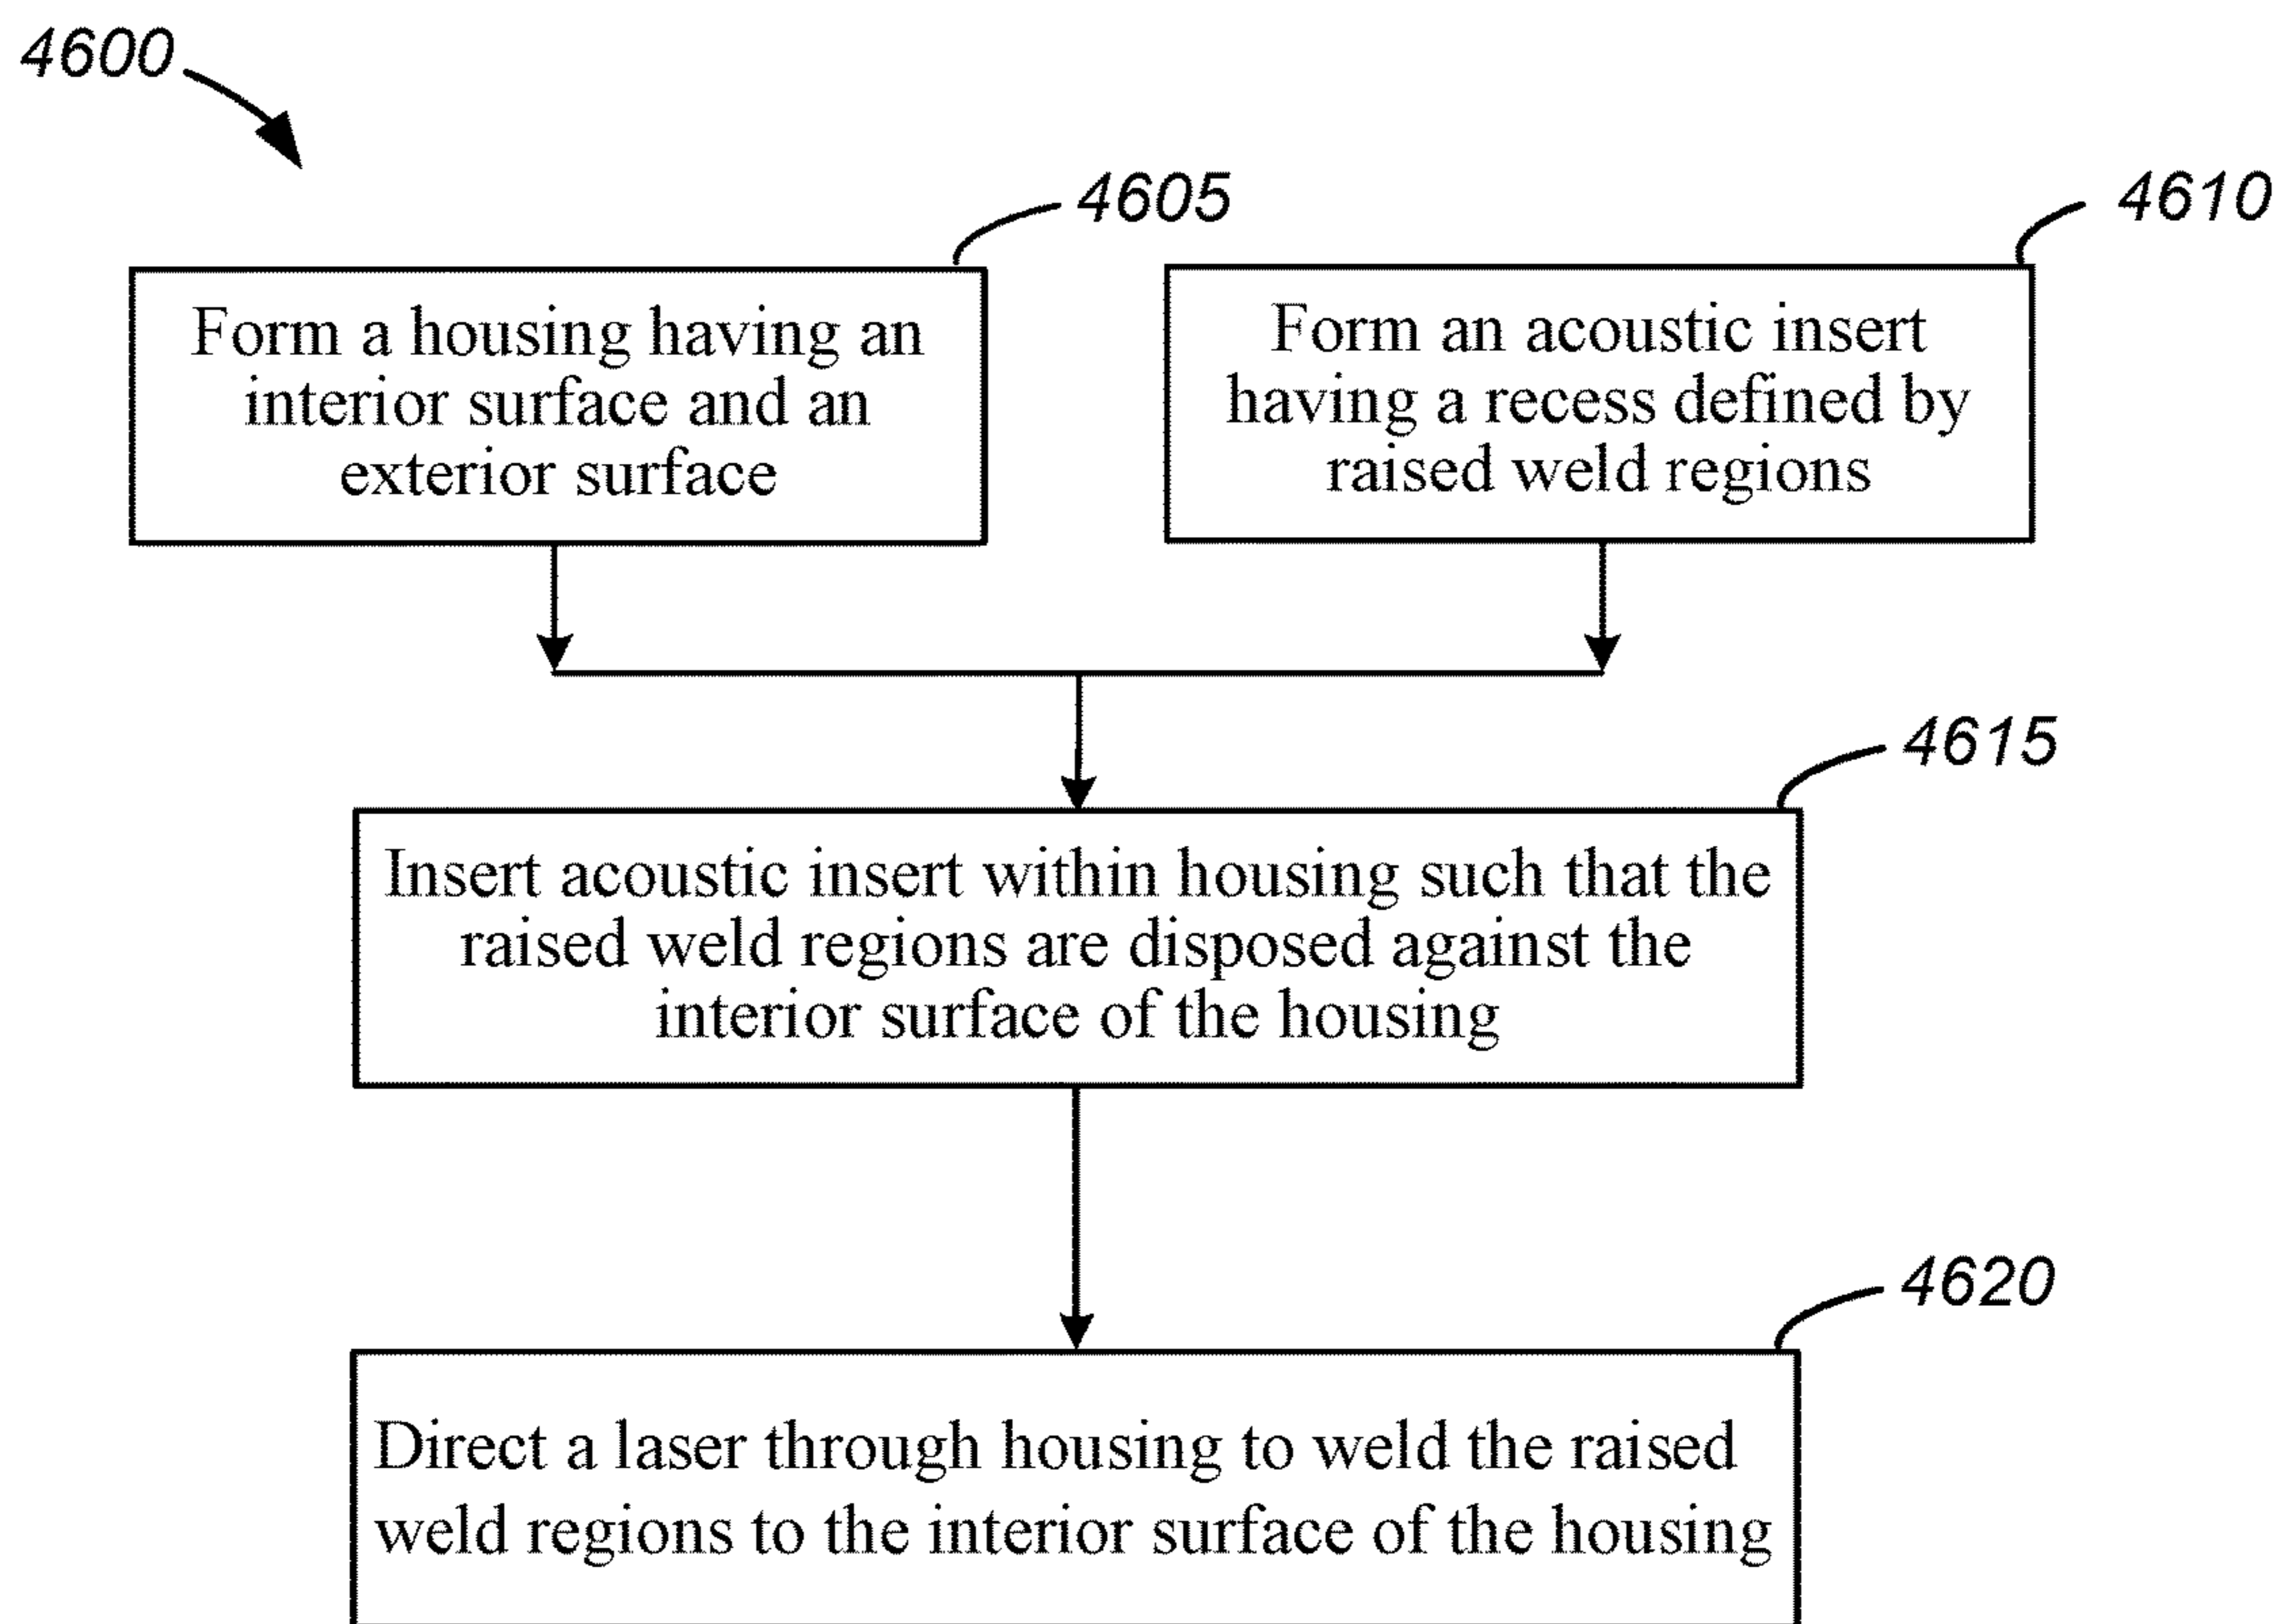 4600
4605
4610
Form a housing having an
interior surface and an
exterior surface
Form an acoustic insert
having a recess defined by
raised weld regions
4615
Insert acoustic insert within housing such that the
raised weld regions are disposed against the
interior surface of the housing
4620
Direct a laser through housing to weld the raised
weld regions to the interior surface of the housing